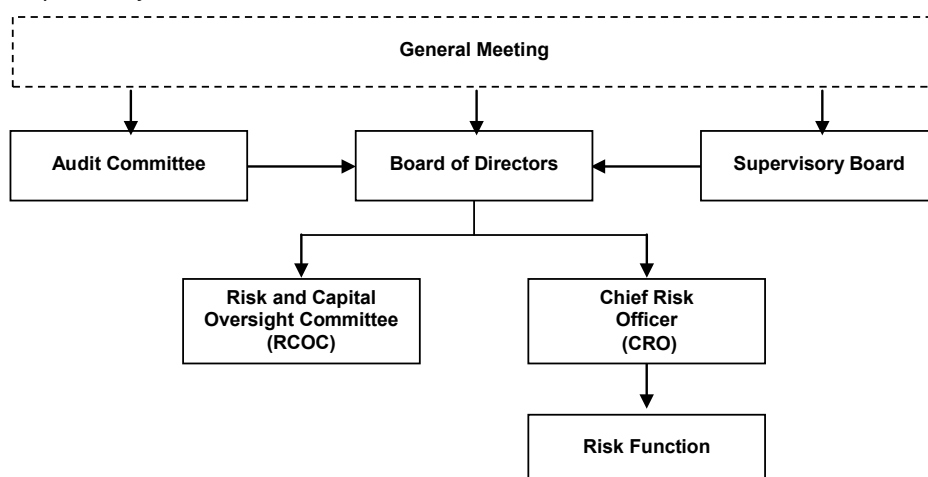 General Meeting
Audit Committee
Board of Directors
Supervisory Board
Risk and Capital
Oversight Committee
(RCOC)
Chief Risk
Officer
(CRO)
Risk Function